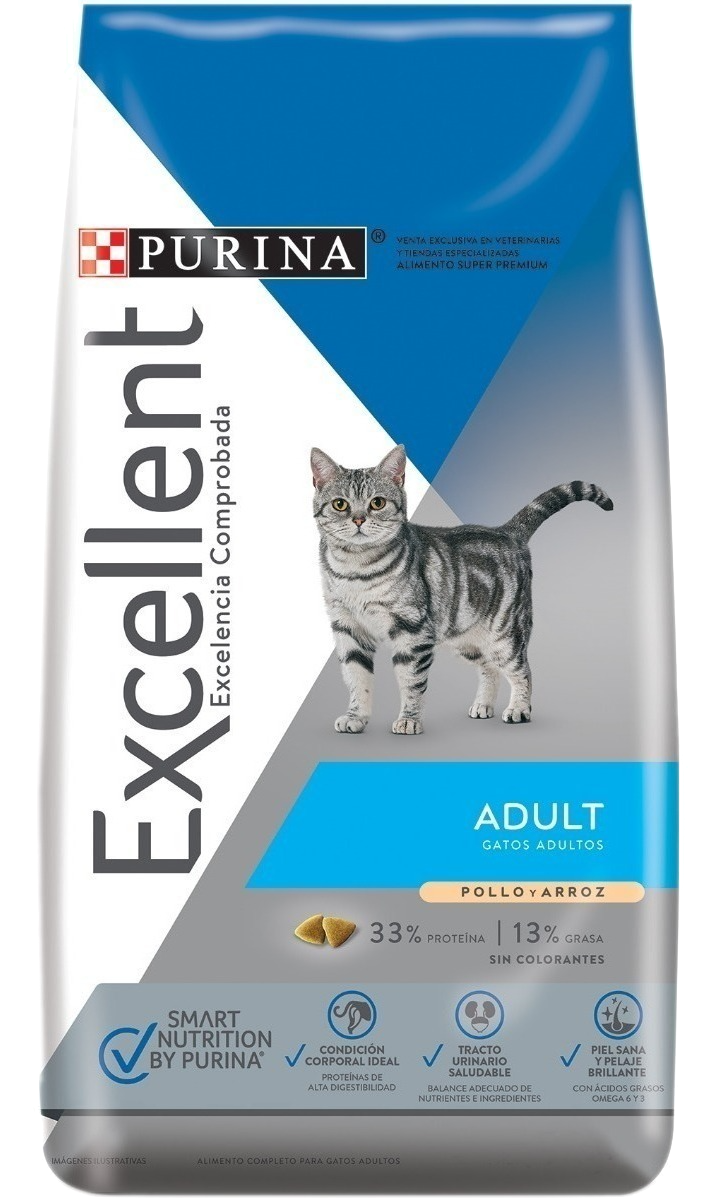 PURINA®
VENTA EXCLUSIVA EN VETERINARIAS
Y TIENDAS ESPECIALIZADAS
ALIMENTO SUPER PREMIUM
Excellent
Excelencia Comprobada
ADULT
GATOS ADULTOS
POLLO Y ARROZ
33% PROTEÍNA | 13% GRASA
SIN COLORANTES
SMART
NUTRITION
BY PURINA®
CONDICIÓN
CORPORAL IDEAL
PROTEÍNAS DE
ALTA DIGESTIBILIDAD
TRACTO
URINARIO
SALUDABLE
BALANCE ADECUADO DE
NUTRIENTES E INGREDIENTES
PIEL SANA
Y PELAJE
BRILLANTE
CON ÁCIDOS GRASOS
OMEGA 6 Y 3
IMÁGENES ILUSTRATIVAS
ALIMENTO COMPLETO PARA GATOS ADULTOS